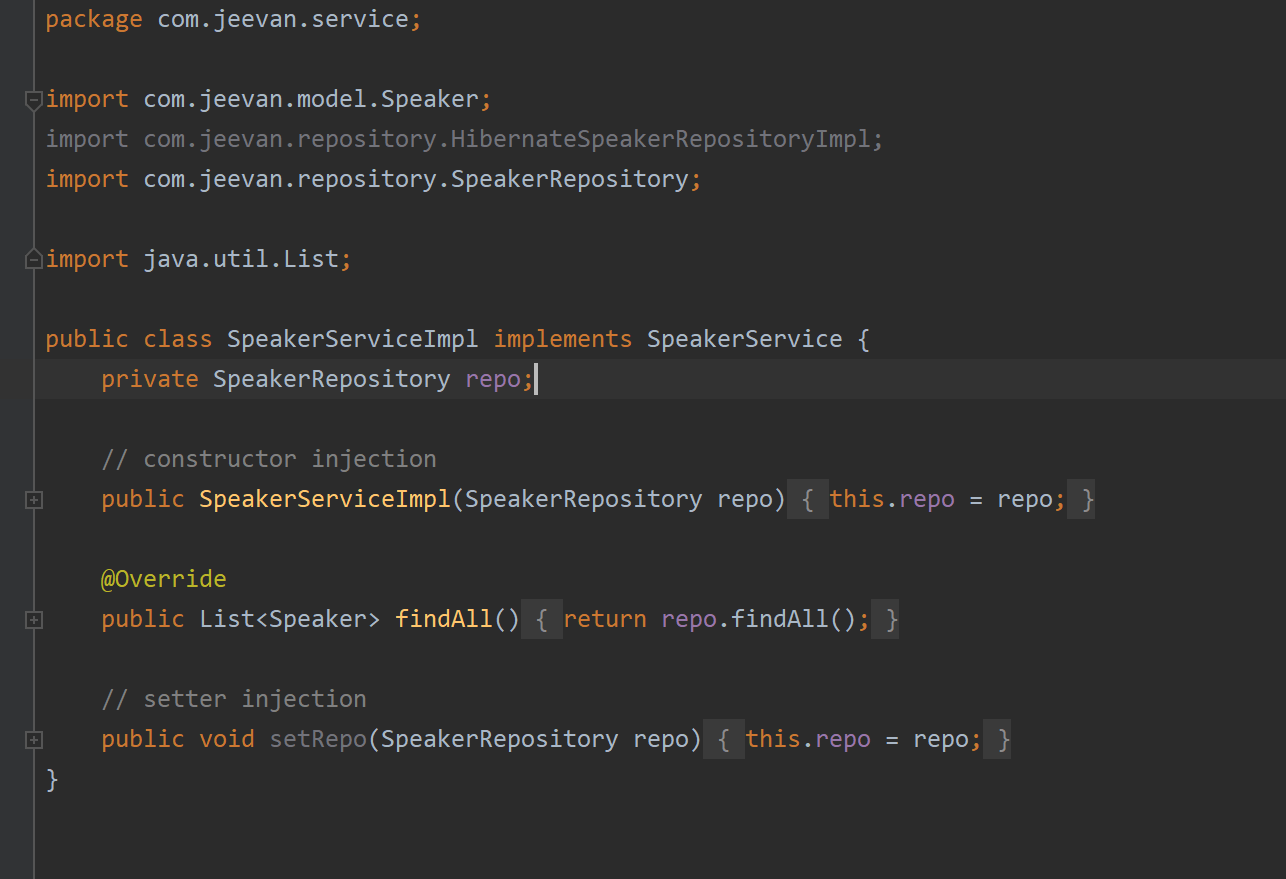 package com.jeevan.service;
import com.jeevan.model.Speaker;
import com.jeevan.repository.HibernateSpeakerRepositoryImpl;
import com.jeevan.repository.SpeakerRepository;
import java.util.List;
public class SpeakerServiceImpl implements SpeakerService {
private SpeakerRepository repo;
// constructor injection
public SpeakerServiceImpl(SpeakerRepository repo) { this.repo = repo; }
@Override
public List<Speaker> findAll() { return repo.findAll(); }
// setter injection
public void setRepo(SpeakerRepository repo) { this.repo = repo; }
}